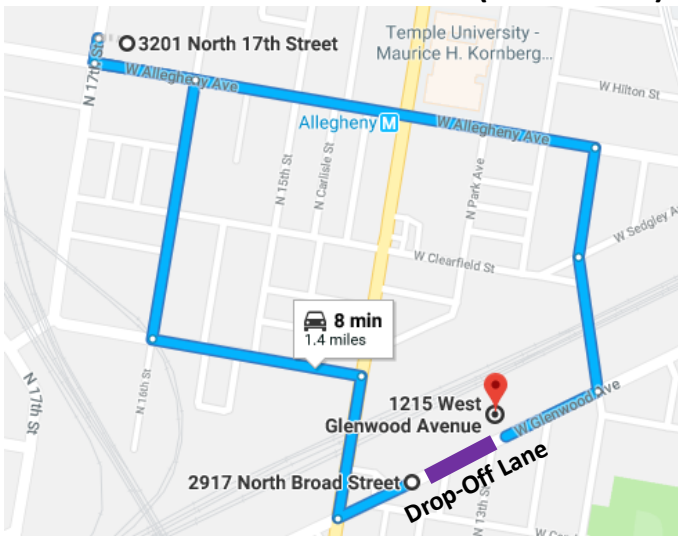 3201 North 17th Street
Temple University -
Maurice H. Kornberg...
N 17th St
W Allegheny Ave
W Hilton St
Allegheny M
W Allegheny Ave
N 15th St
N Carlisle St
N Park Ave
W Sedgley
W Clearfield St
8 min
1.4 miles
N 17th St
N 16th St
1215 West
Glenwood Avenue
W Glenwood Ave
2917 North Broad Street
Drop-Off Lane
N 13th St